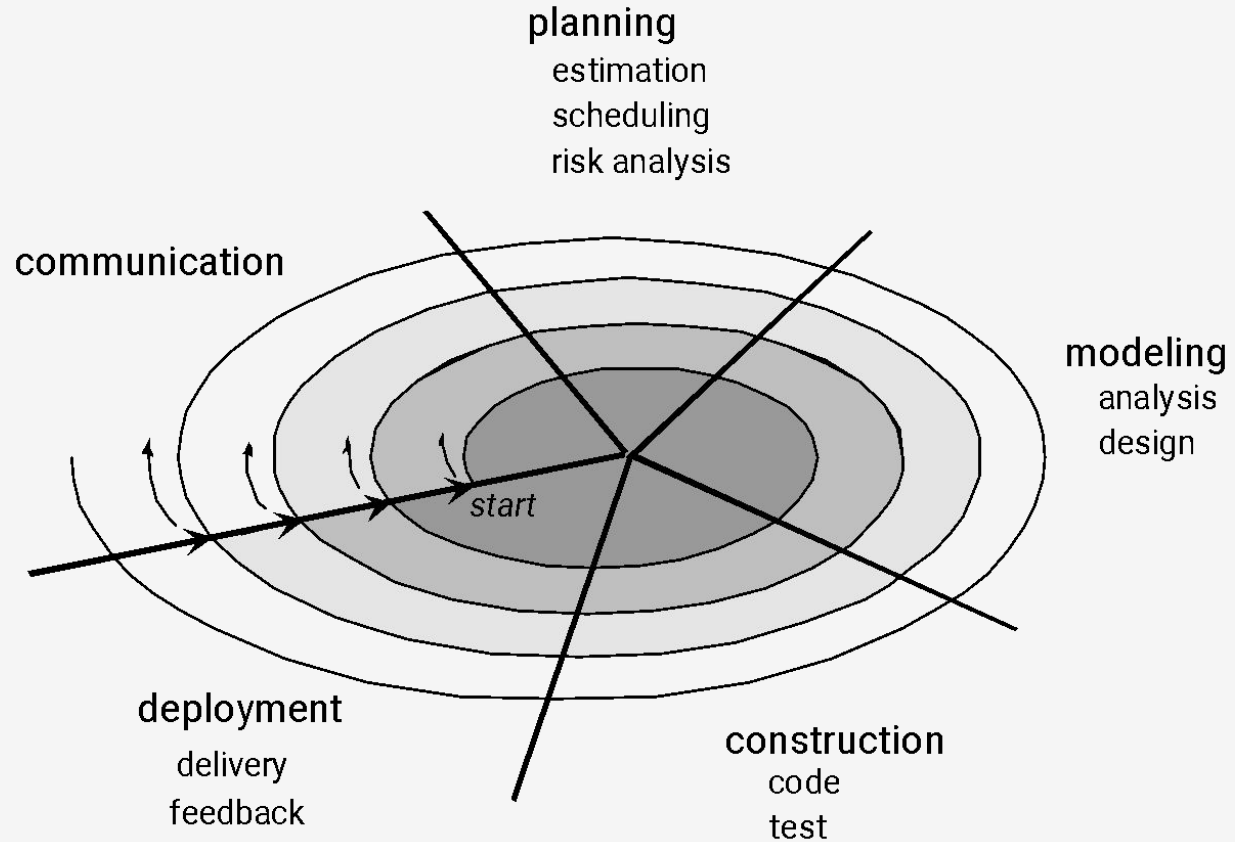 planning
estimation
scheduling
risk analysis
communication
modeling
analysis
design
start
deployment
delivery
feedback
construction
code
test